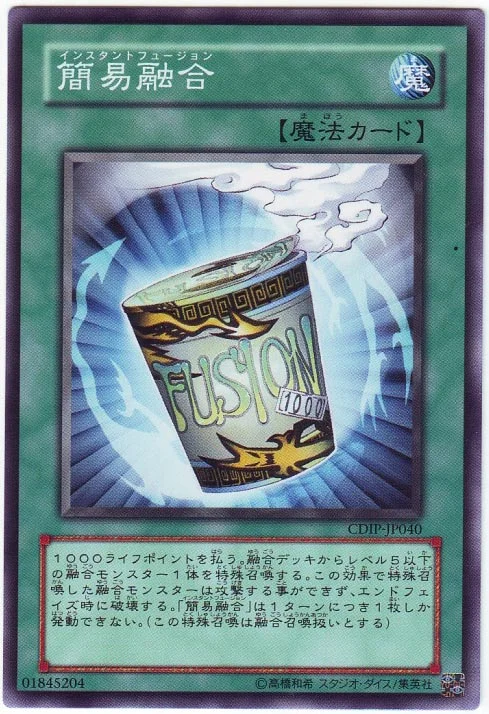 インスタントフュージョン
簡易融合
魔
まほう
【魔法カード】
FUSION
1000
CDIP-JP040
1000ライフポイントを払う。融合デッキからレベル5以下
の融合モンスター1体を特殊召喚する。この効果で特殊召
喚した融合モンスターは攻撃する事ができず、エンドフェ
イズ時に破壊する。「簡易融合」は1ターンにつき1枚しか
発動できない。(この特殊召喚は融合召喚扱いとする)
01845204
©高橋和希 スタジオ・ダイス/集英社